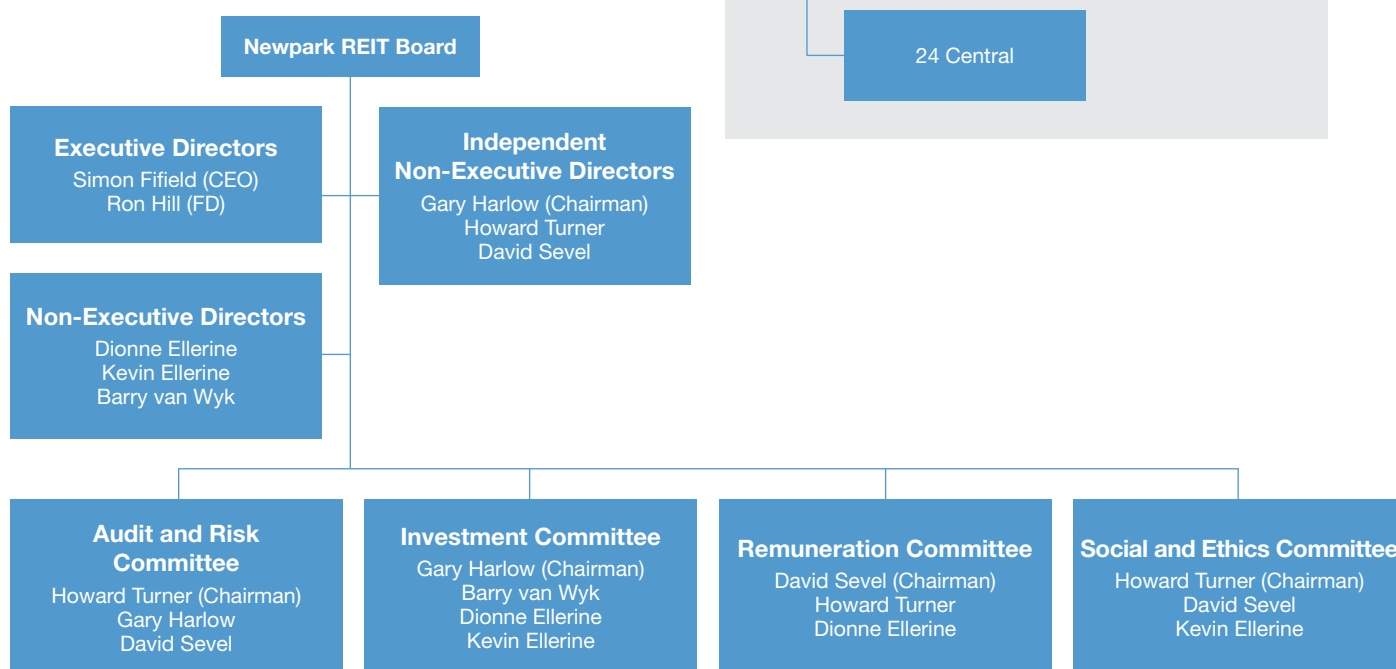 Newpark REIT Board
24 Central
Executive Directors
Simon Fifield (CEO)
Ron Hill (FD)
Independent
Non-Executive Directors
Gary Harlow (Chairman)
Howard Turner
David Sevel
Non-Executive Directors
Dionne Ellerine
Kevin Ellerine
Barry van Wyk
Audit and Risk
Committee
Howard Turner (Chairman)
Gary Harlow
David Sevel
Investment Committee
Gary Harlow (Chairman)
Barry van Wyk
Dionne Ellerine
Kevin Ellerine
Remuneration Committee
David Sevel (Chairman)
Howard Turner
Dionne Ellerine
Social and Ethics Committee
Howard Turner (Chairman)
David Sevel
Kevin Ellerine